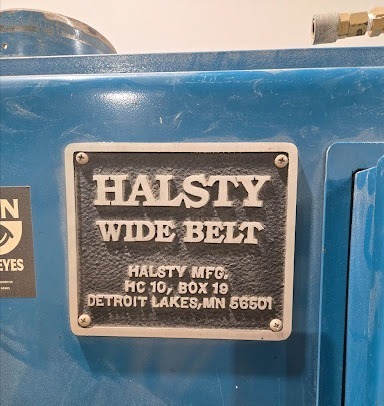 HALSTY
WIDE BELT
HALSTY MFG.
HC 10, BOX 19
DETROIT LAKES, MN 56501
N
EYES